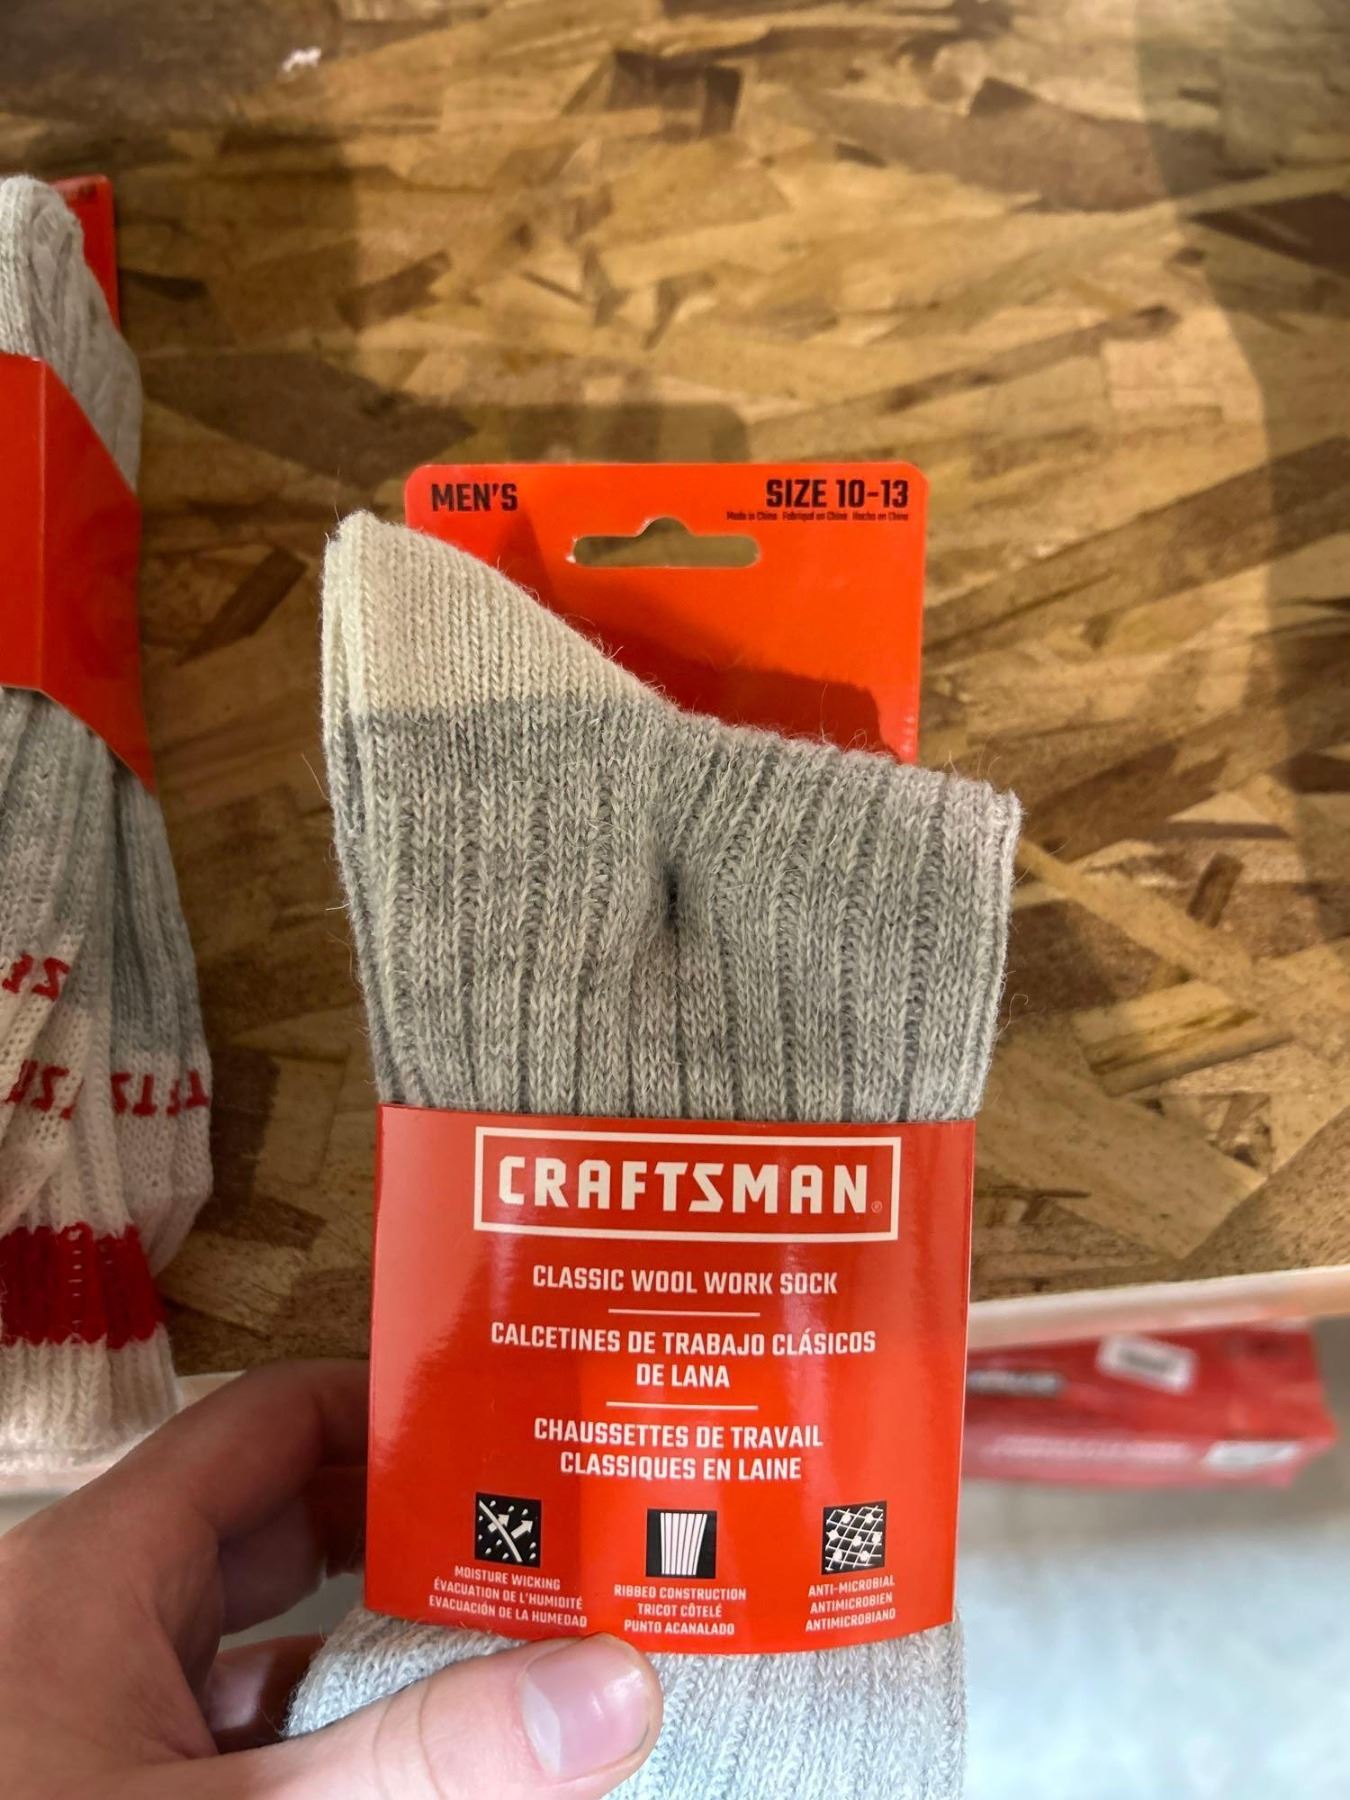 MEN'S
SIZE 10-13
Made in China Fabriqué en Chine Hecho en China
CRAFTSMAN®
CLASSIC WOOL WORK SOCK
CALCETINES DE TRABAJO CLÁSICOS
DE LANA
CHAUSSETTES DE TRAVAIL
CLASSIQUES EN LAINE
MOISTURE WICKING
ÉVACUATION DE L'HUMIDITÉ
EVACUACIÓN DE LA HUMEDAD
RIBBED CONSTRUCTION
TRICOT CÔTELÉ
PUNTO ACANALADO
ANTI-MICROBIAL
ANTIMICROBIEN
ANTIMICROBIANO